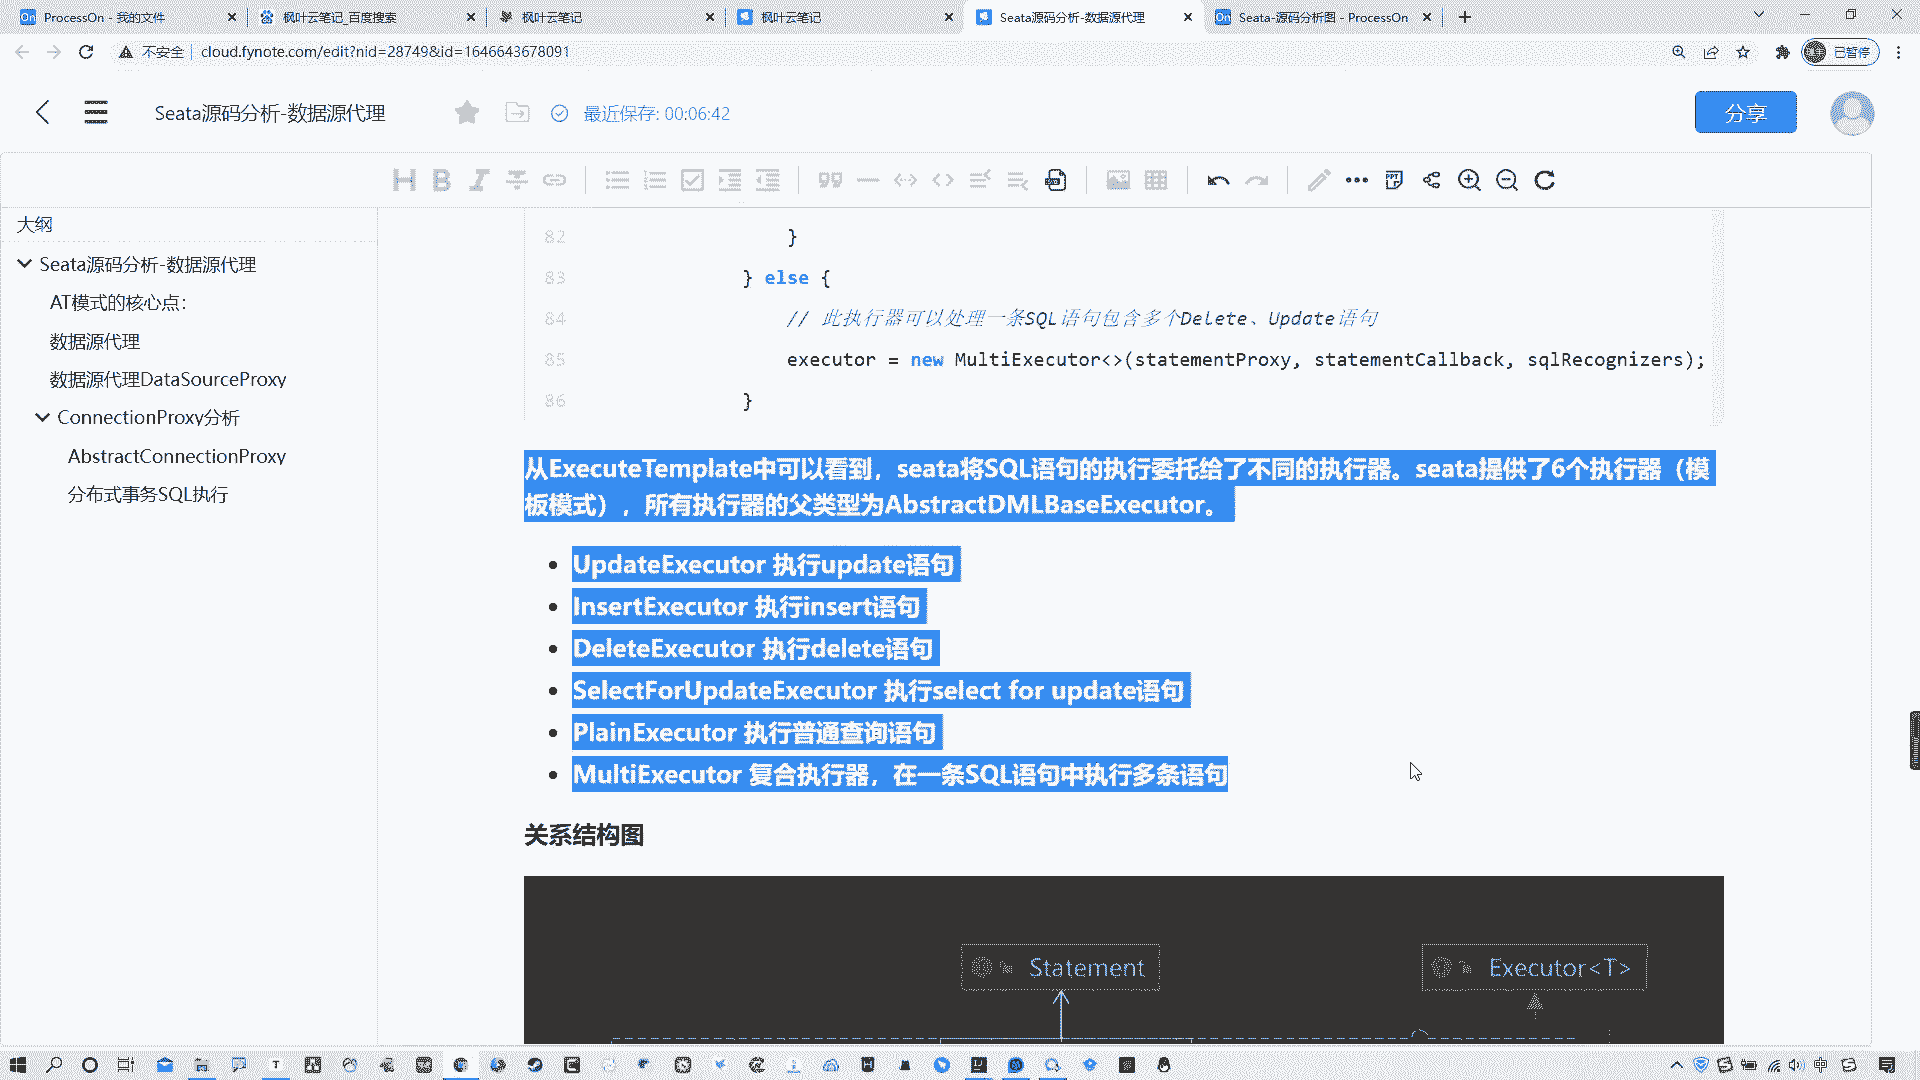 ProcessOn - 我的文件
枫叶云笔记_百度搜索
枫叶云笔记
枫叶云笔记
Seata源码分析-数据源代理
Seata-源码分析图 - ProcessOn
不安全
cloud.fynote.com/edit?nid=28749&id=1646643678091
已暂停
Seata源码分析-数据源代理
最近保存: 00:06:42
分享
大纲
Seata源码分析-数据源代理
AT模式的核心点：
数据源代理
数据源代理DataSourceProxy
ConnectionProxy分析
AbstractConnectionProxy
分布式事务SQL执行
82 }
83 } else {
84 // 此执行器可以处理一条SQL语句包含多个Delete、Update语句
85 executor = new MultiExecutor<>(statementProxy, statementCallback, sqlRecognizers);
86 }
从ExecuteTemplate中可以看到，seata将SQL语句的执行委托给了不同的执行器。seata提供了6个执行器（模
板模式），所有执行器的父类型为AbstractDMLBaseExecutor。
UpdateExecutor 执行update语句
InsertExecutor 执行insert语句
DeleteExecutor 执行delete语句
SelectForUpdateExecutor 执行select for update语句
PlainExecutor 执行普通查询语句
MultiExecutor 复合执行器，在一条SQL语句中执行多条语句
关系结构图
Statement
Executor<T>
中